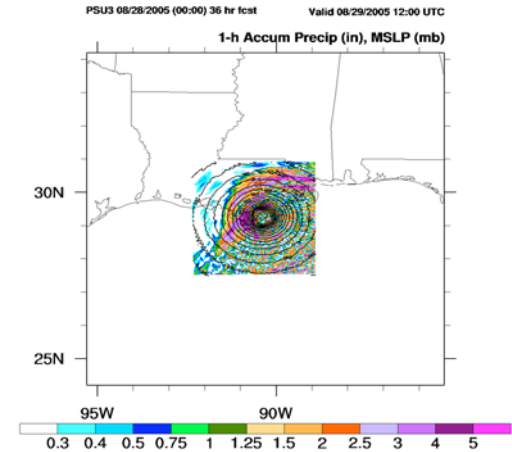 PSU3 08/28/2005 (00:00) 36 hr fcst Valid 08/29/2005 12:00 UTC
1-h Accum Precip (in), MSLP (mb)
30N
25N
95W 90W
0.3 0.4 0.5 0.75 1 1.25 1.5 2 2.5 3 4 5